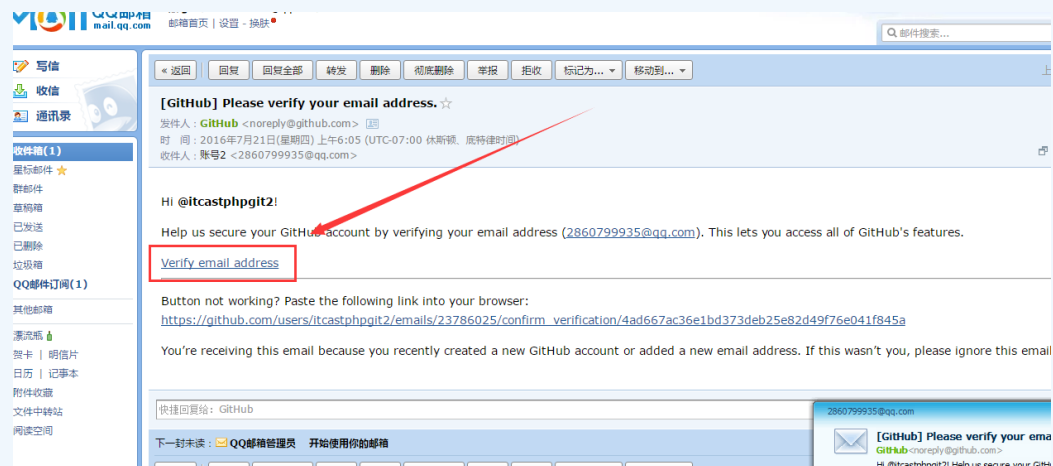 QQ邮箱
mail.qq.com
邮箱首页 | 设置 - 换肤
邮件搜索...
写信
收信
通讯录
« 返回 回复 回复全部 转发 删除 彻底删除 举报 拒收 标记为... 移动到...
[GitHub] Please verify your email address.
发件人：GitHub <noreply@github.com>
时 间：2016年7月21日(星期四) 上午6:05 (UTC-07:00 休斯顿、底特律时间)
收件人：账号2 <2860799935@qq.com>
收件箱(1)
星标邮件
群邮件
草稿箱
已发送
已删除
垃圾箱
QQ邮件订阅(1)
其他邮箱
漂流瓶
贺卡 | 明信片
日历 | 记事本
附件收藏
文件中转站
阅读空间
Hi @itcastphpgit2!
Help us secure your GitHub account by verifying your email address (2860799935@qq.com). This lets you access all of GitHub's features.
Verify email address
Button not working? Paste the following link into your browser:
https://github.com/users/itcastphpgit2/emails/23786025/confirm_verification/4ad667ac36e1bd373deb25e82d49f76e041f845a
You’re receiving this email because you recently created a new GitHub account or added a new email address. If this wasn’t you, please ignore this email
快捷回复给：GitHub
下一封未读：QQ邮箱管理员 开始使用你的邮箱
2860799935@qq.com
[GitHub] Please verify your ema
GitHub<noreply@github.com>
Hi @itcastphpgit2! Help us secure your GitH